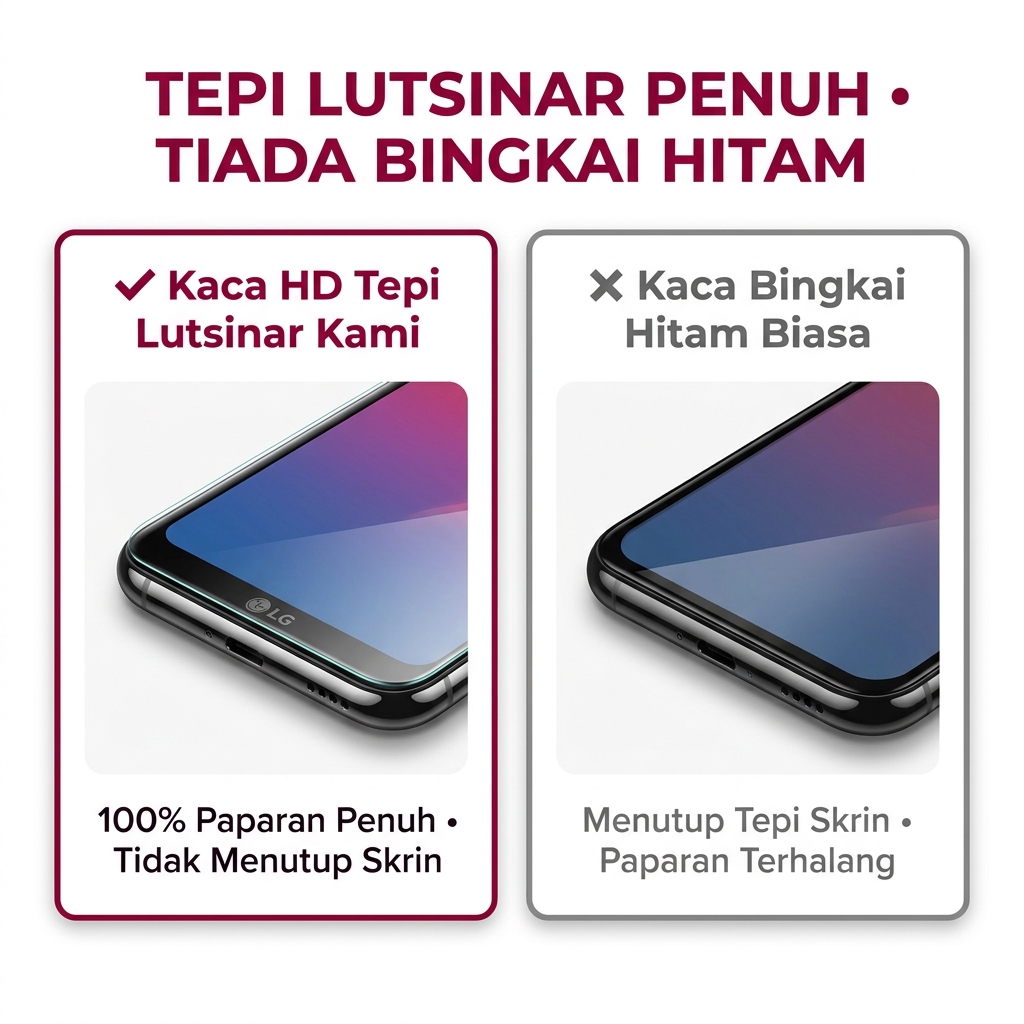 TEPI LUTSINAR PENUH •
TIADA BINGKAI HITAM
✔ Kaca HD Tepi
Lutsinar Kami
LG
100% Paparan Penuh •
Tidak Menutup Skrin
✖ Kaca Bingkai
Hitam Biasa
Menutup Tepi Skrin •
Paparan Terhalang